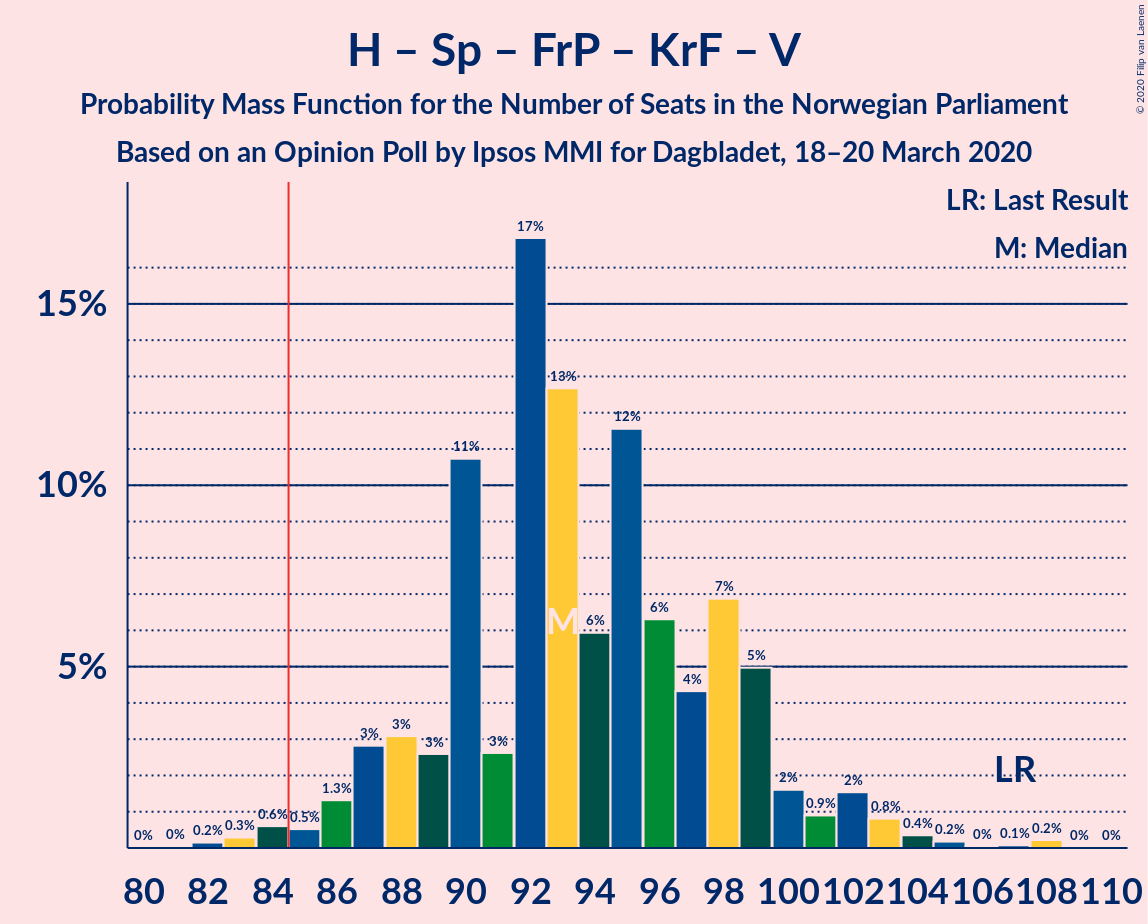 H – Sp – FrP – KrF – V
Probability Mass Function for the Number of Seats in the Norwegian Parliament
Based on an Opinion Poll by Ipsos MMI for Dagbladet, 18–20 March 2020
© 2020 Filip van Laenen
LR: Last Result
M: Median
15%
10%
5%
0% 0% 0.2% 0.3% 0.6% 0.5% 1.3% 3% 3% 3% 11% 3% 17% 13% 6% 12% 6% 4% 7% 5% 2% 0.9% 2% 0.8% 0.4% 0.2% 0% 0.1% 0.2% 0% 0%
M
LR
80 82 84 86 88 90 92 94 96 98 100 102 104 106 108 110